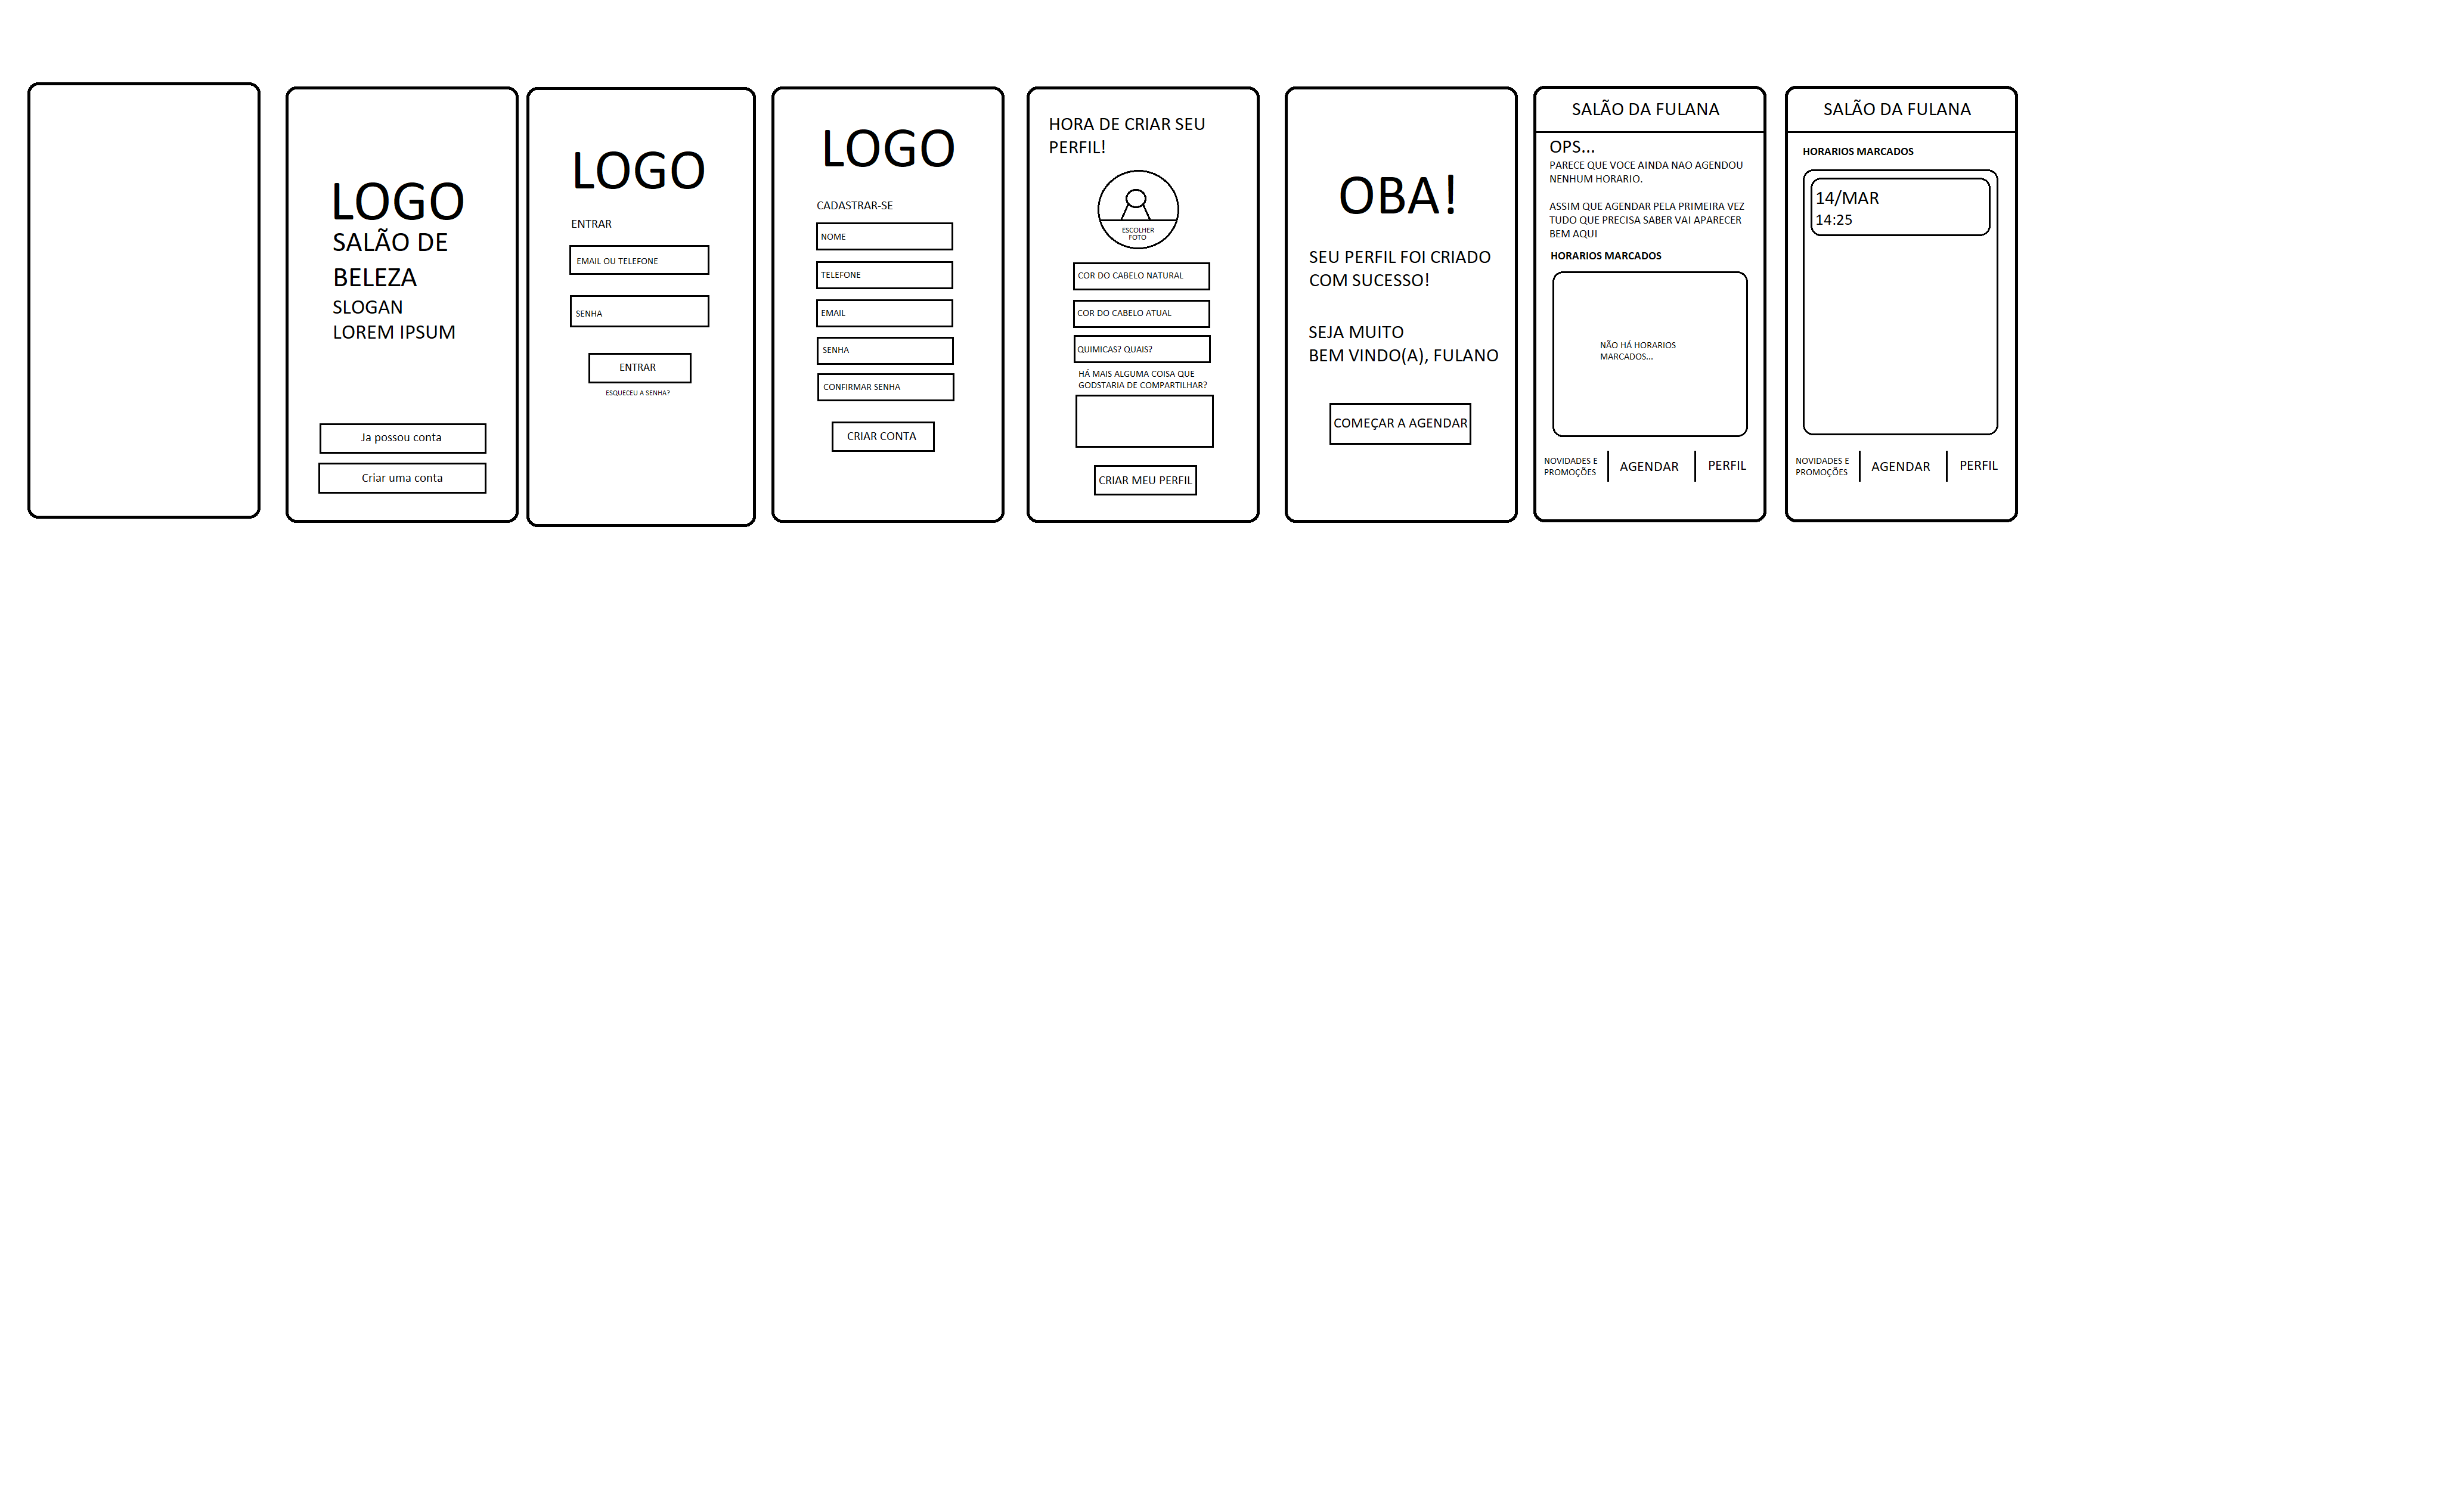 LOGO
SALÃO DE
BELEZA
SLOGAN
LOREM IPSUM
Ja possou conta
Criar uma conta
LOGO
ENTRAR
EMAIL OU TELEFONE
SENHA
ENTRAR
ESQUECEU A SENHA?
LOGO
CADASTRAR-SE
NOME
TELEFONE
EMAIL
SENHA
CONFIRMAR SENHA
CRIAR CONTA
HORA DE CRIAR SEU
PERFIL!
ESCOLHER
FOTO
COR DO CABELO NATURAL
COR DO CABELO ATUAL
QUIMICAS? QUAIS?
HÁ MAIS ALGUMA COISA QUE
GODSTARIA DE COMPARTILHAR?
CRIAR MEU PERFIL
OBA!
SEU PERFIL FOI CRIADO
COM SUCESSO!
SEJA MUITO
BEM VINDO(A), FULANO
COMEÇAR A AGENDAR
SALÃO DA FULANA
OPS...
PARECE QUE VOCE AINDA NAO AGENDOU
NENHUM HORARIO.
ASSIM QUE AGENDAR PELA PRIMEIRA VEZ
TUDO QUE PRECISA SABER VAI APARECER
BEM AQUI
HORARIOS MARCADOS
NÃO HÁ HORARIOS
MARCADOS...
NOVIDADES E
PROMOÇÕES
AGENDAR
PERFIL
SALÃO DA FULANA
HORARIOS MARCADOS
14/MAR
14:25
NOVIDADES E
PROMOÇÕES
AGENDAR
PERFIL